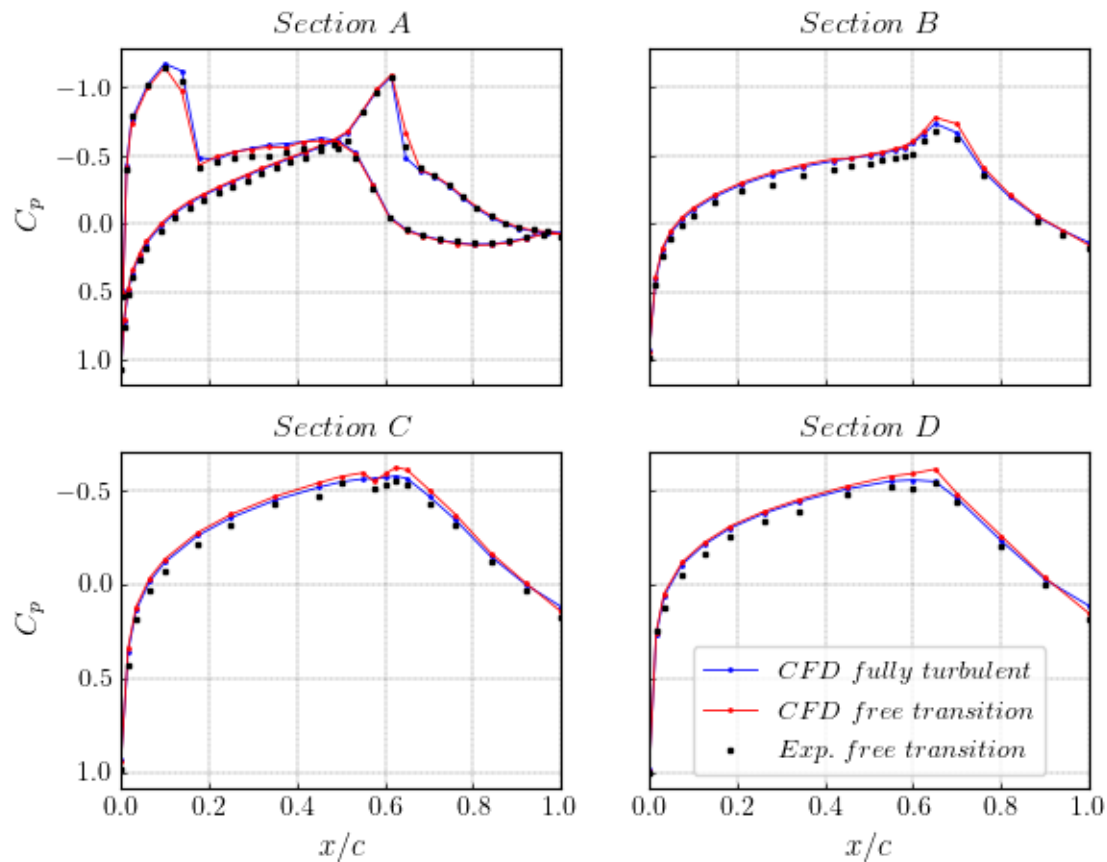 Section A
Section B
−1.0
−0.5
0.0
0.5
1.0
C_p
Section C
Section D
−0.5
0.0
0.5
1.0
C_p
CFD fully turbulent
CFD free transition
Exp. free transition
0.0 0.2 0.4 0.6 0.8 1.0
0.0 0.2 0.4 0.6 0.8 1.0
x/c
x/c